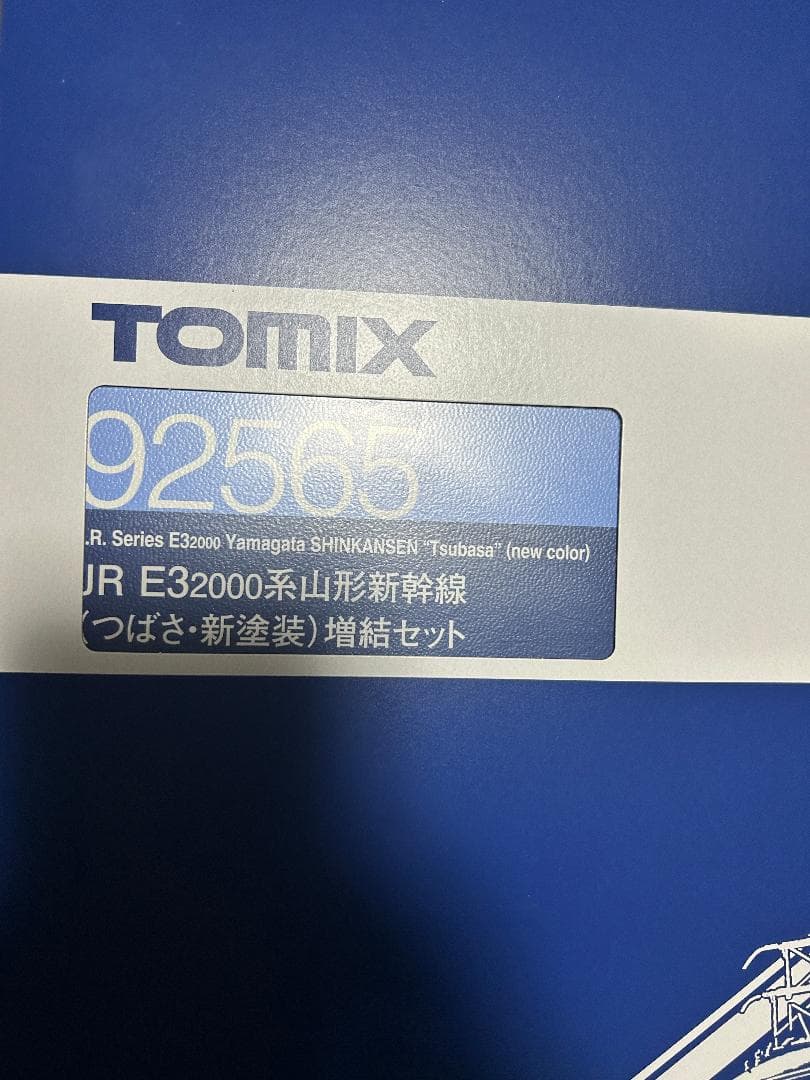 TOMIX
92565
.R. Series E32000 Yamagata SHINKANSEN "Tsubasa" (new color)
JR E32000系山形新幹線
(つばさ・新塗装)増結セット